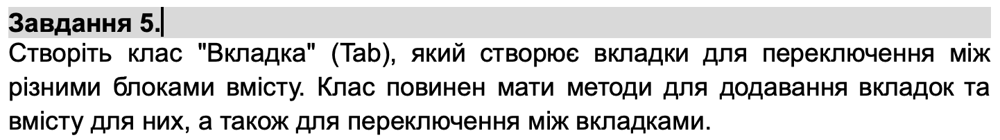 Завдання 5.
Створіть клас "Вкладка" (Tab), який створює вкладки для переключення між
різними блоками вмісту. Клас повинен мати методи для додавання вкладок та
вмісту для них, а також для переключення між вкладками.